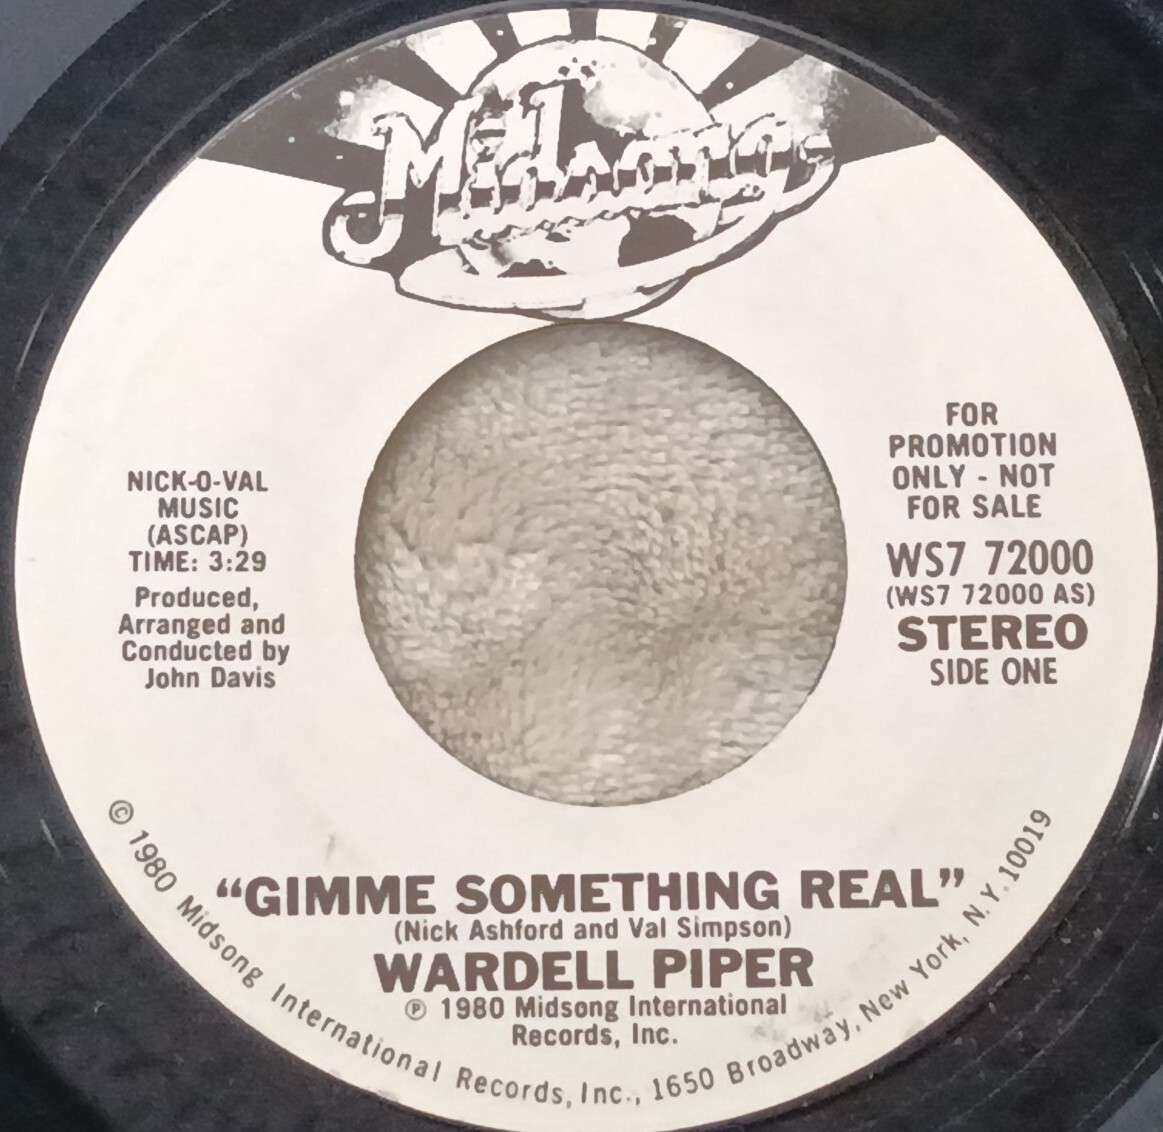 Midsong
NICK-O-VAL
MUSIC
(ASCAP)
TIME: 3:29
Produced,
Arranged and
Conducted by
John Davis
FOR
PROMOTION
ONLY - NOT
FOR SALE
WS7 72000
(WS7 72000 AS)
STEREO
SIDE ONE
“GIMME SOMETHING REAL”
(Nick Ashford and Val Simpson)
WARDELL PIPER
℗ 1980 Midsong International
Records, Inc.
© 1980 Midsong International Records, Inc., 1650 Broadway, New York, N.Y. 10019